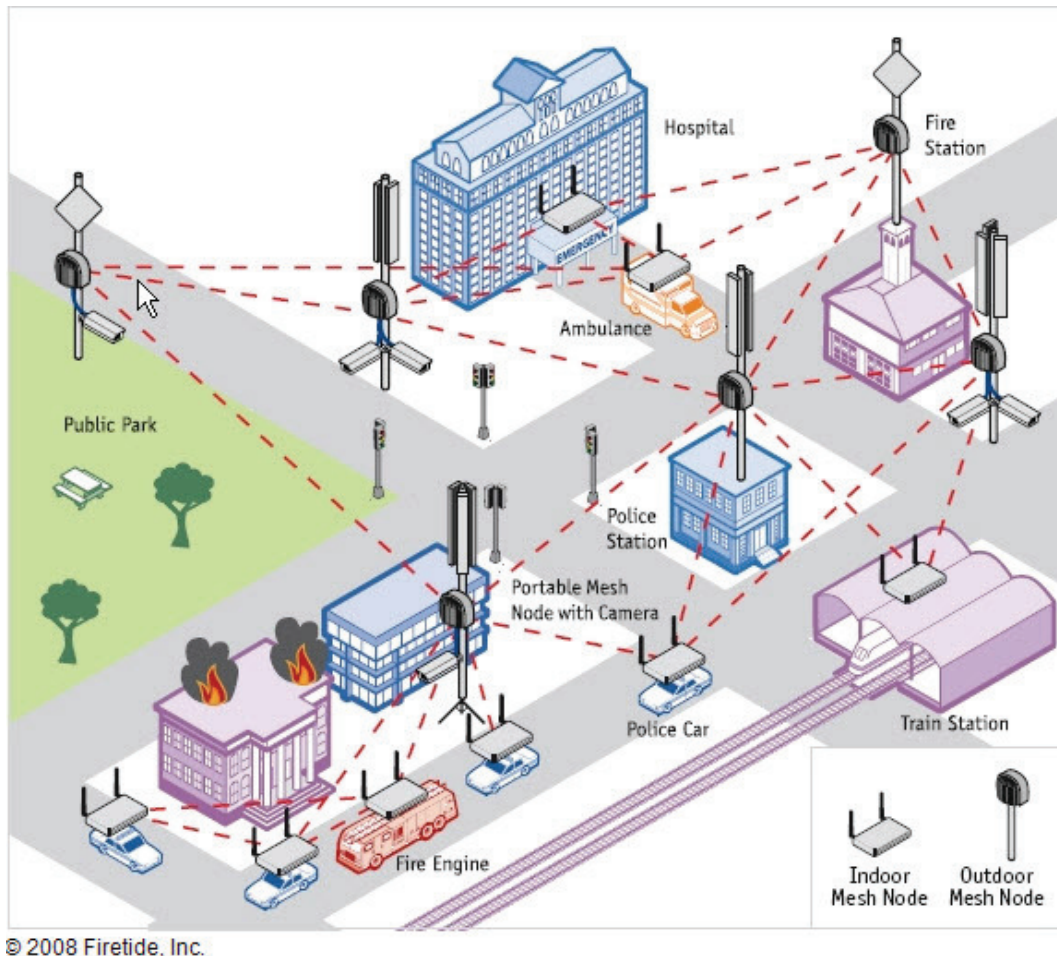 Hospital
Fire
Station
EMERGENCY
Ambulance
Public Park
Police
Station
Portable Mesh
Node with Camera
Police Car
Train Station
Fire Engine
Indoor
Mesh Node
Outdoor
Mesh Node
© 2008 Firetide, Inc.